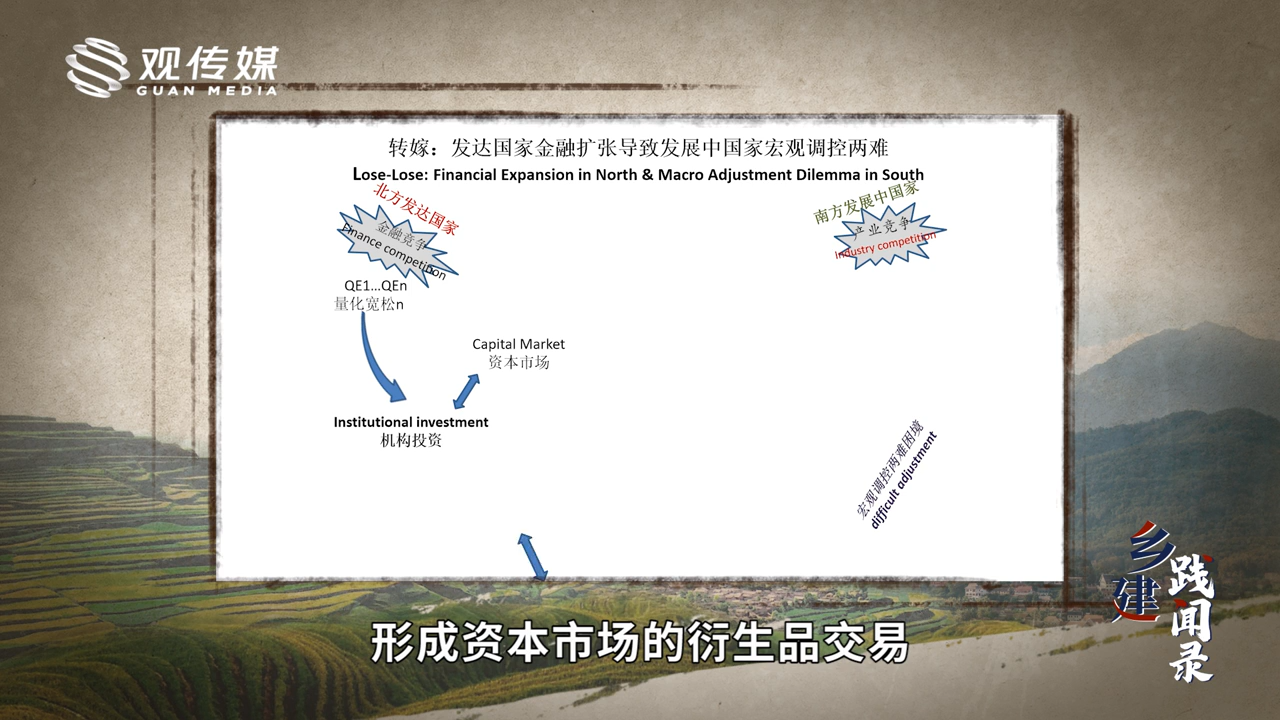 观传媒
GUAN MEDIA
转嫁：发达国家金融扩张导致发展中国家宏观调控两难
Lose-Lose: Financial Expansion in North & Macro Adjustment Dilemma in South
北方发达国家
金融竞争
Finance competition
南方发展中国家
产业竞争
Industry competition
QE1...QEn
量化宽松n
Capital Market
资本市场
Institutional investment
机构投资
宏观调控两难困境
difficult adjustment
乡建
践闻录
形成资本市场的衍生品交易